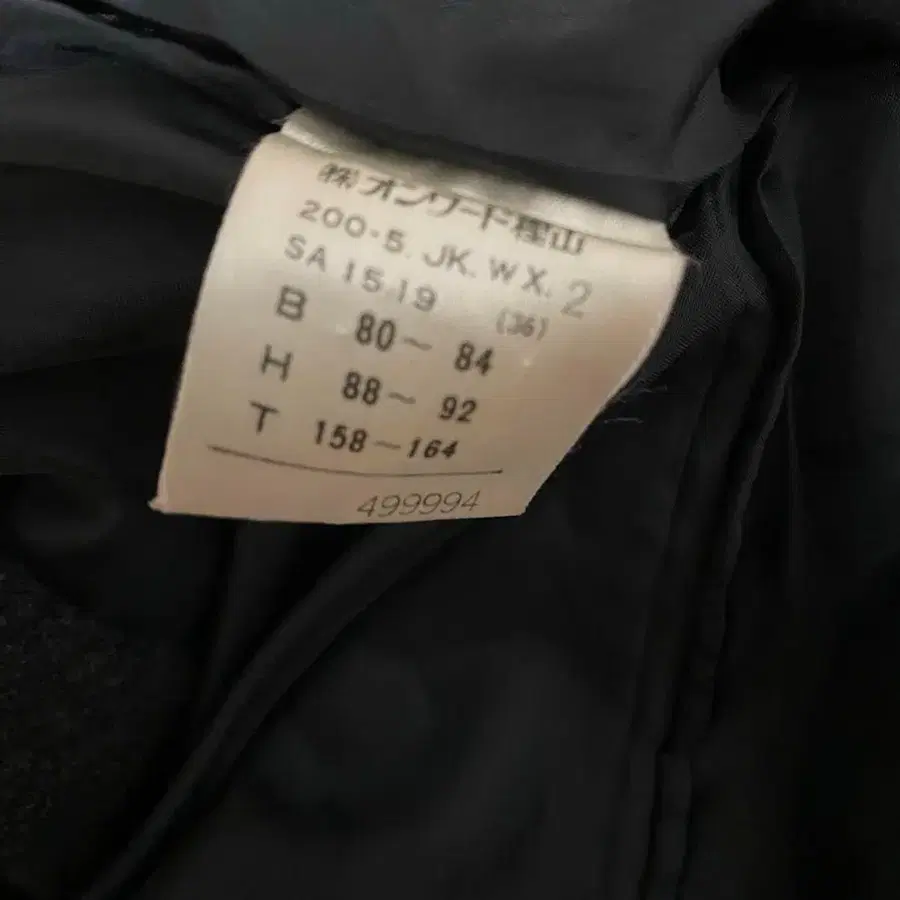 ㈱オンワード樫山
200-5. JK. WX. 2
SA 15.19 (36)
B 80～ 84
H 88～ 92
T 158～164
499994